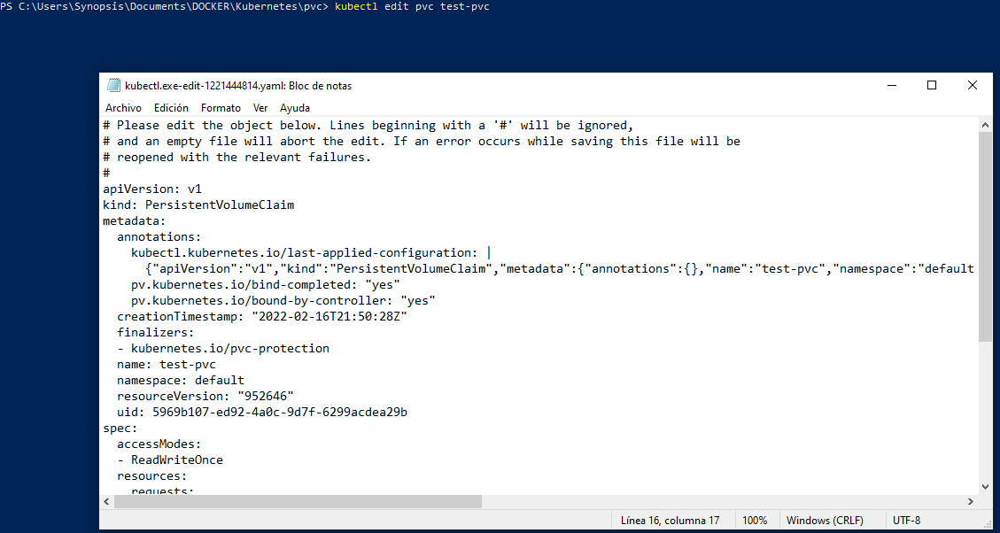 PS C:\Users\Synopsis\Documents\DOCKER\Kubernetes\pvc> kubectl edit pvc test-pvc
kubectl.exe-edit-1221444814.yaml: Bloc de notas
Archivo Edición Formato Ver Ayuda
# Please edit the object below. Lines beginning with a '#' will be ignored,
# and an empty file will abort the edit. If an error occurs while saving this file will be
# reopened with the relevant failures.
#
apiVersion: v1
kind: PersistentVolumeClaim
metadata:
  annotations:
    kubectl.kubernetes.io/last-applied-configuration: |
      {"apiVersion":"v1","kind":"PersistentVolumeClaim","metadata":{"annotations":{},"name":"test-pvc","namespace":"default
    pv.kubernetes.io/bind-completed: "yes"
    pv.kubernetes.io/bound-by-controller: "yes"
  creationTimestamp: "2022-02-16T21:50:28Z"
  finalizers:
  - kubernetes.io/pvc-protection
  name: test-pvc
  namespace: default
  resourceVersion: "952646"
  uid: 5969b107-ed92-4a0c-9d7f-6299acdea29b
spec:
  accessModes:
  - ReadWriteOnce
  resources:
    requests:
Línea 16, columna 17 100% Windows (CRLF) UTF-8